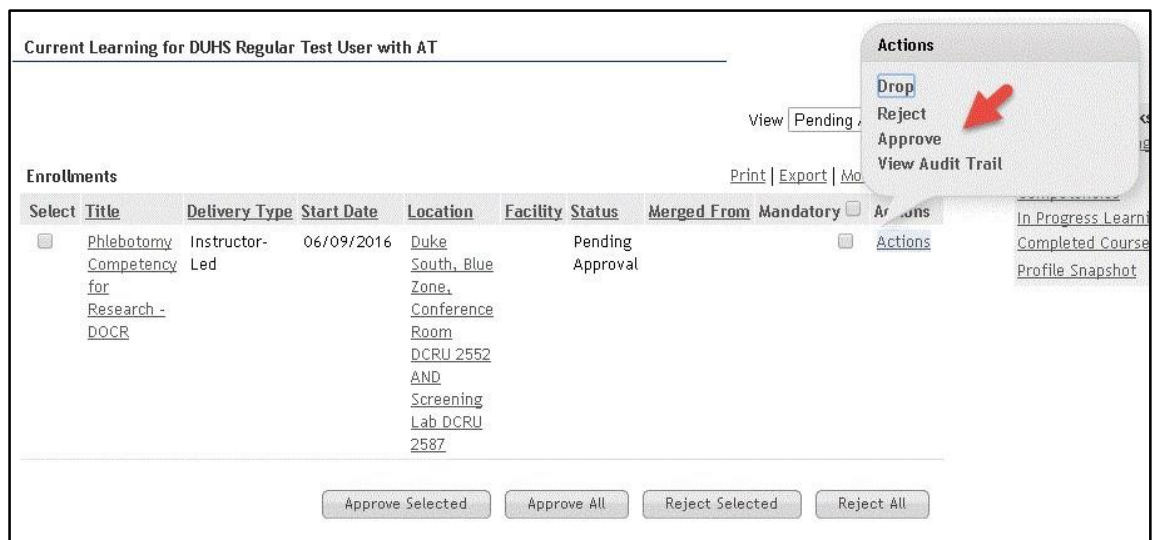 Current Learning for DUHS Regular Test User with AT
Actions
Drop
Reject
Approve
View Audit Trail
View Pending
Enrollments
Print | Export |
Select Title Delivery Type Start Date Location Facility Status Merged From Mandatory
Phlebotomy Competency for Research - DOCR
Instructor-Led
06/09/2016
Duke South, Blue Zone, Conference Room DCRU 2552 AND Screening Lab DCRU 2587
Pending Approval
Actions
In Progress
Completed
Profile Snapshot
Approve Selected
Approve All
Reject Selected
Reject All